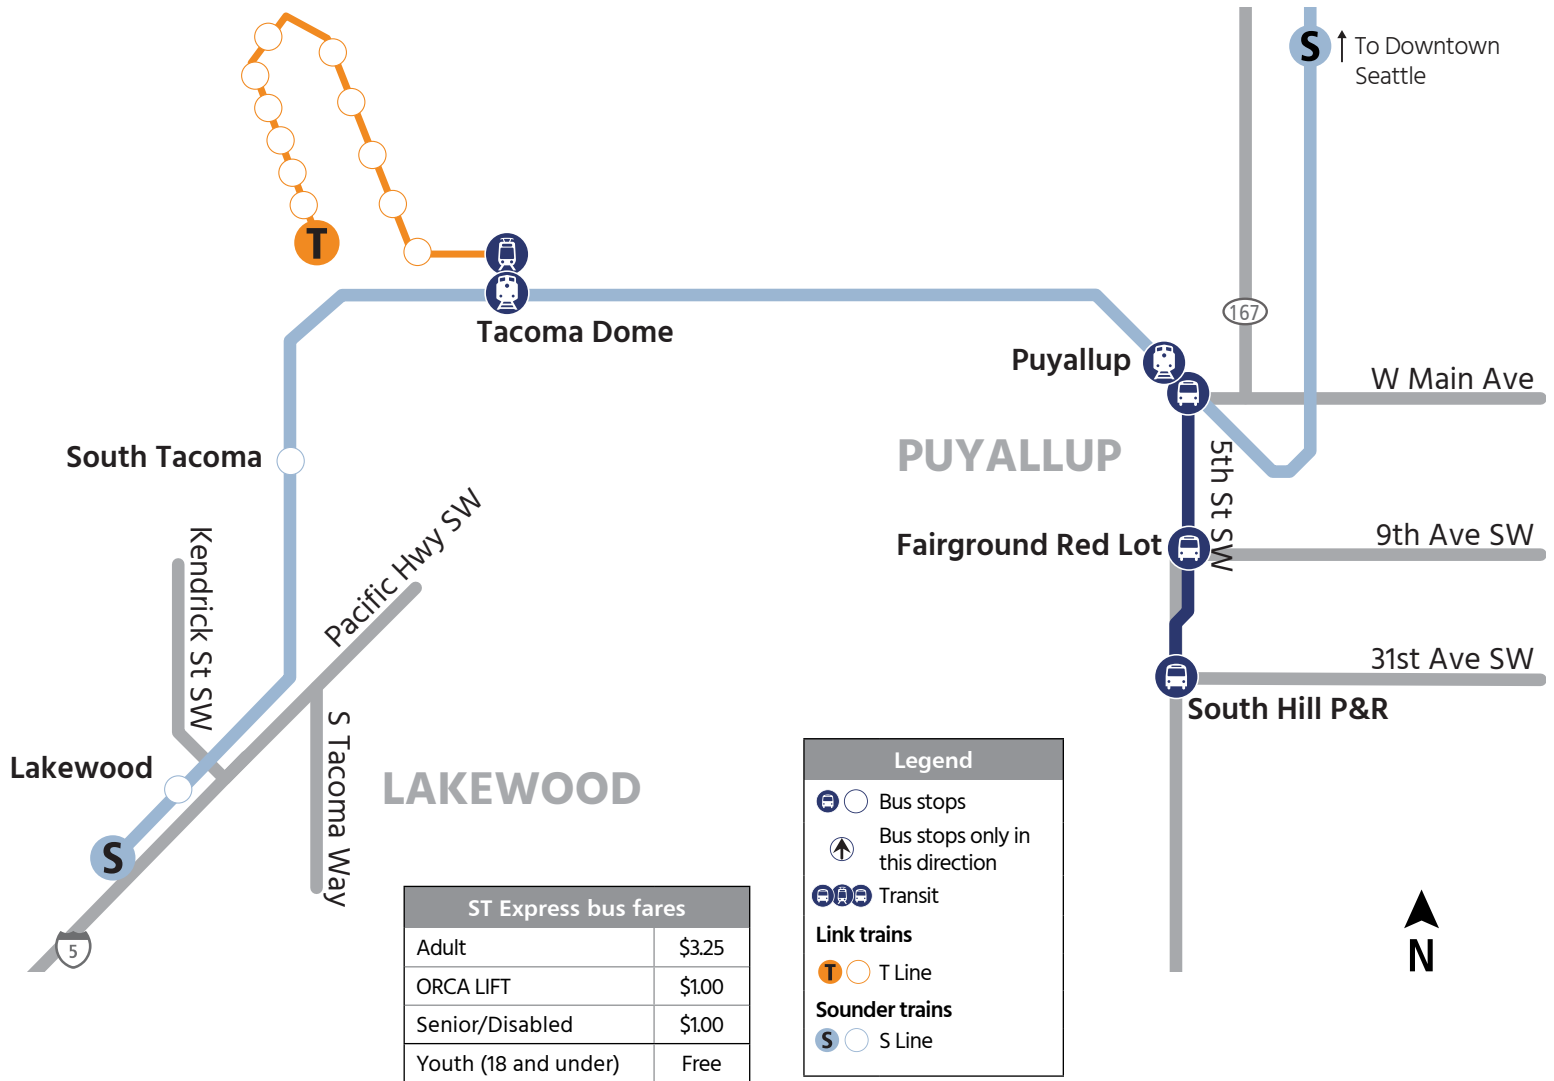 S
To Downtown
Seattle
T
167
Tacoma Dome
Puyallup
W Main Ave
PUYALLUP
5th St SW
South Tacoma
Kendrick St SW
Pacific Hwy SW
Fairground Red Lot
9th Ave SW
31st Ave SW
South Hill P&R
S Tacoma Way
Lakewood
LAKEWOOD
S
5
Legend
Bus stops
Bus stops only in
this direction
Transit
Link trains
T
T Line
Sounder trains
S
S Line
ST Express bus fares
Adult $3.25
ORCA LIFT $1.00
Senior/Disabled $1.00
Youth (18 and under) Free
N